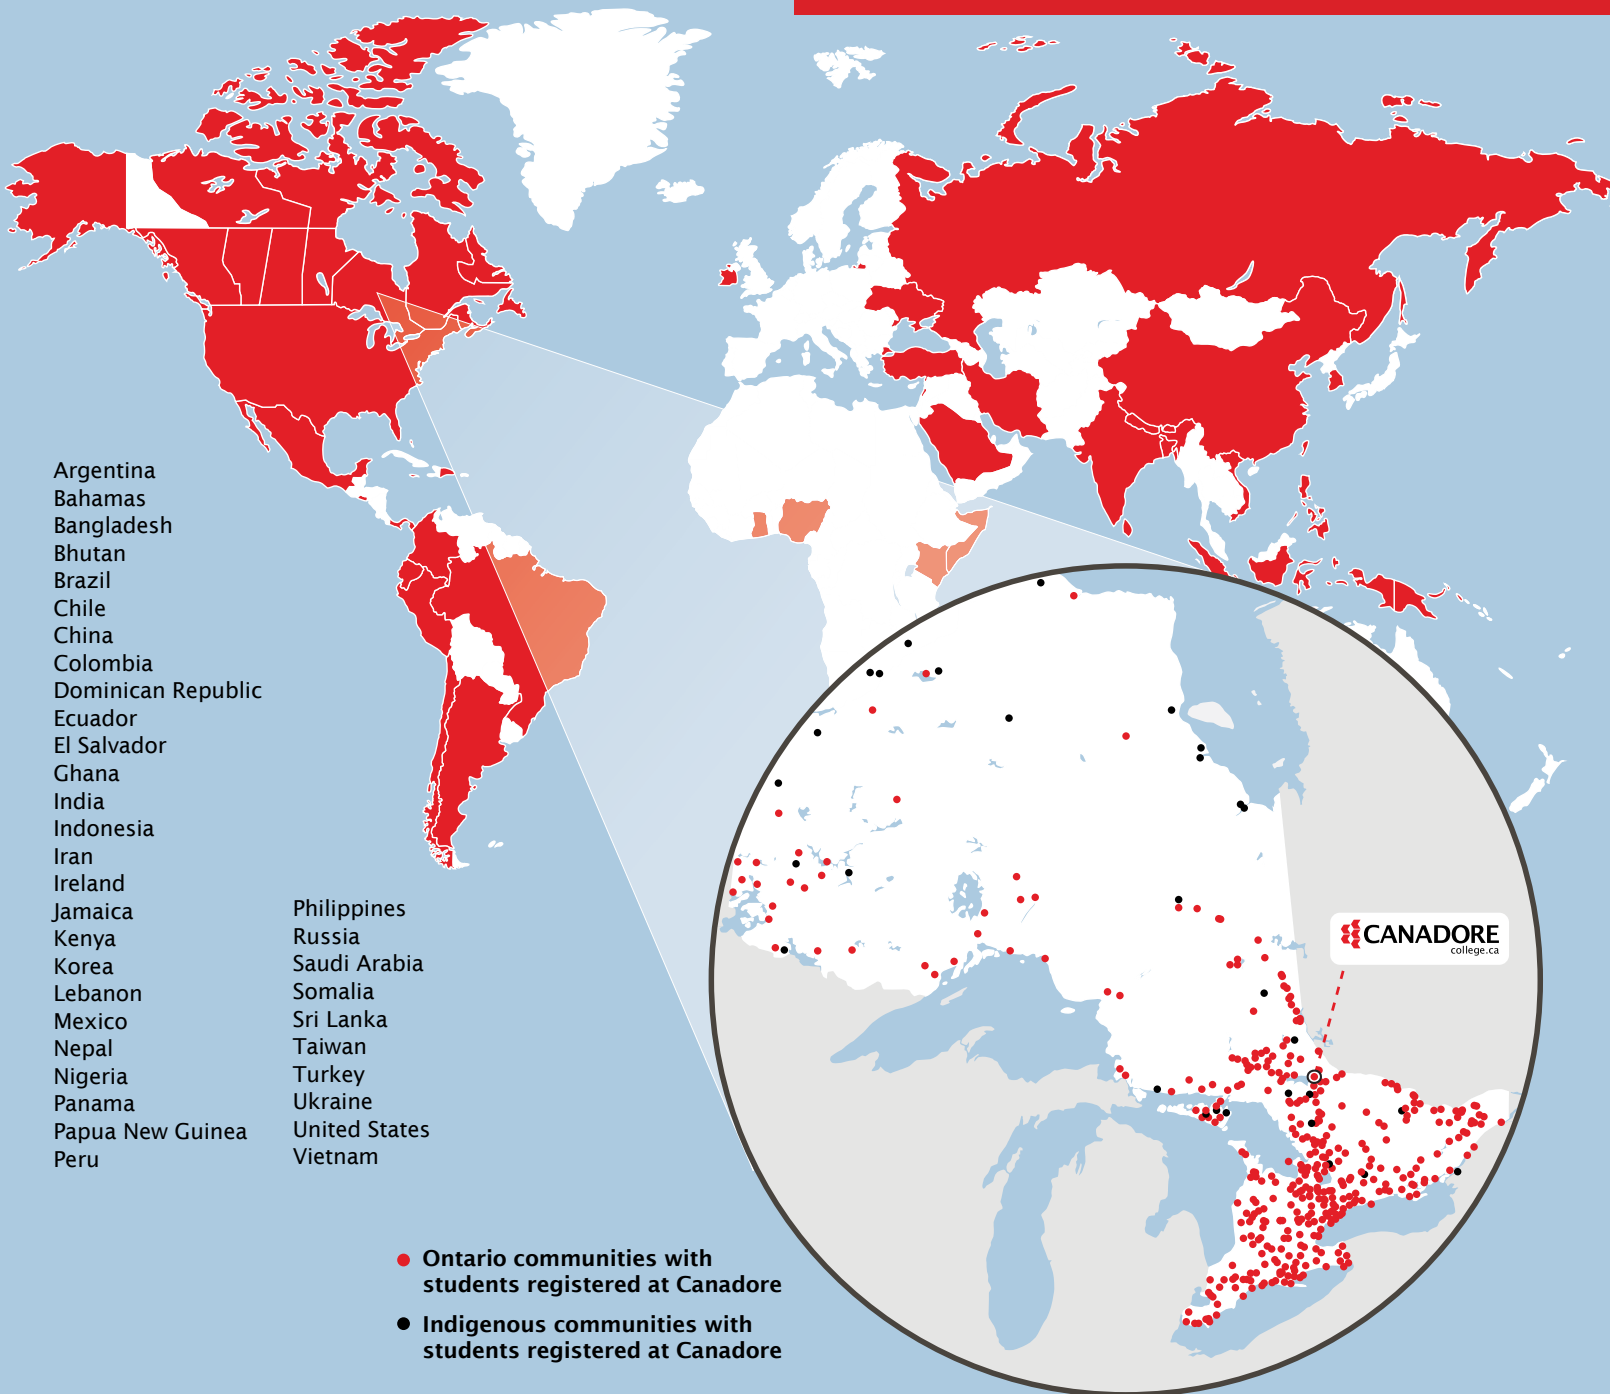 Argentina
Bahamas
Bangladesh
Bhutan
Brazil
Chile
China
Colombia
Dominican Republic
Ecuador
El Salvador
Ghana
India
Indonesia
Iran
Ireland
Jamaica
Kenya
Korea
Lebanon
Mexico
Nepal
Nigeria
Panama
Papua New Guinea
Peru
Philippines
Russia
Saudi Arabia
Somalia
Sri Lanka
Taiwan
Turkey
Ukraine
United States
Vietnam
CANADORE
college.ca
Ontario communities with
students registered at Canadore
Indigenous communities with
students registered at Canadore